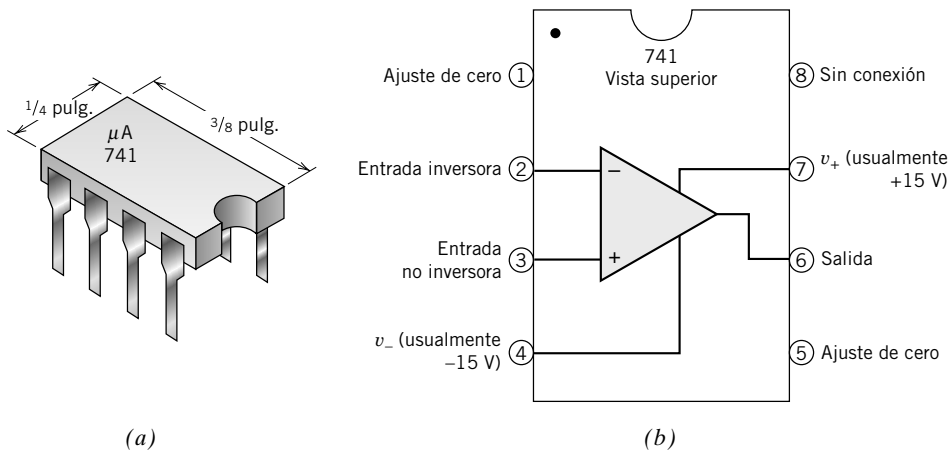 1/4 pulg.
3/8 pulg.
μA
741
(a)
741
Vista superior
Ajuste de cero 1
8 Sin conexión
Entrada inversora 2
−
7 v+ (usualmente
+15 V)
Entrada
no inversora 3
+
6 Salida
v− (usualmente
−15 V) 4
5 Ajuste de cero
(b)